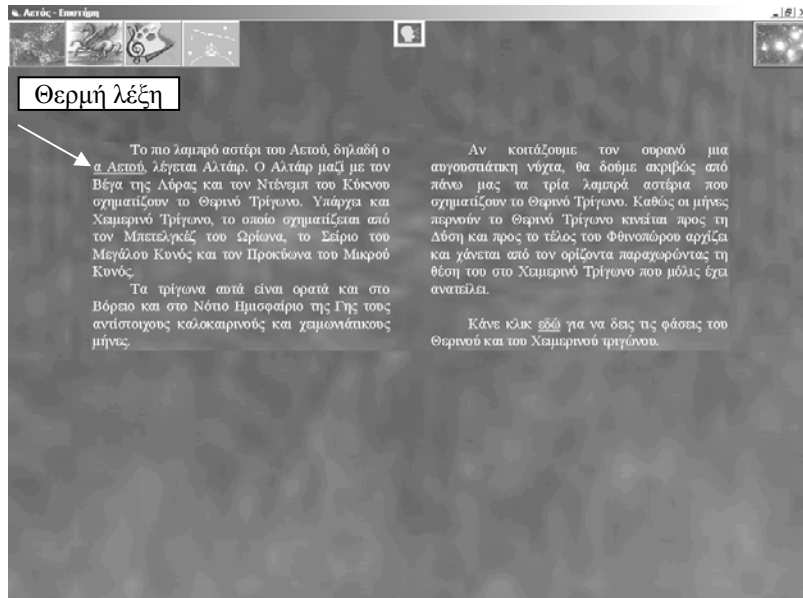 Αετός - Επιστήμη
Θερμή λέξη
Το πιο λαμπρό αστέρι του Αετού, δηλαδή ο
α Αετού, λέγεται Αλτάιρ. Ο Αλτάιρ μαζί με τον
Βέγα της Λύρας και τον Ντένεμπ του Κύκνου
σχηματίζουν το Θερινό Τρίγωνο. Υπάρχει και
Χειμερινό Τρίγωνο, το οποίο σχηματίζεται από
τον Μπετελγκέζ του Ωρίωνα, το Σείριο του
Μεγάλου Κυνός και τον Προκύωνα του Μικρού
Κυνός.
Τα τρίγωνα αυτά είναι ορατά και στο
Βόρειο και στο Νότιο Ημισφαίριο της Γης τους
αντίστοιχους καλοκαιρινούς και χειμωνιάτικους
μήνες.
Αν κοιτάζουμε τον ουρανό μια
αυγουστιάτικη νύχτα, θα δούμε ακριβώς από
πάνω μας τα τρία λαμπρά αστέρια που
σχηματίζουν το Θερινό Τρίγωνο. Καθώς οι μήνες
περνούν το Θερινό Τρίγωνο κινείται προς τη
Δύση και προς το τέλος του Φθινοπώρου αρχίζει
και χάνεται από τον ορίζοντα παραχωρώντας τη
θέση του στο Χειμερινό Τρίγωνο που μόλις έχει
ανατείλει.
Κάνε κλικ εδώ για να δεις τις φάσεις του
Θερινού και του Χειμερινού τριγώνου.